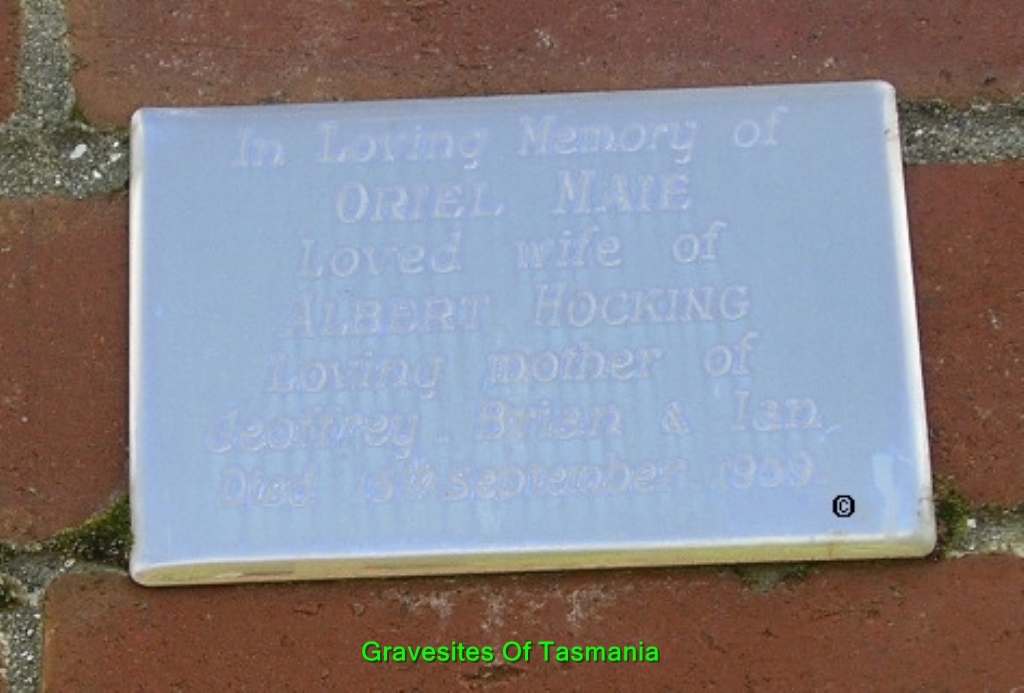 In Loving Memory of
ORIEL MAIE
Loved wife of
ALBERT HOCKING
Loving mother of
Geoffrey. Brian & Ian.
Died 15th September
©
Gravesites Of Tasmania